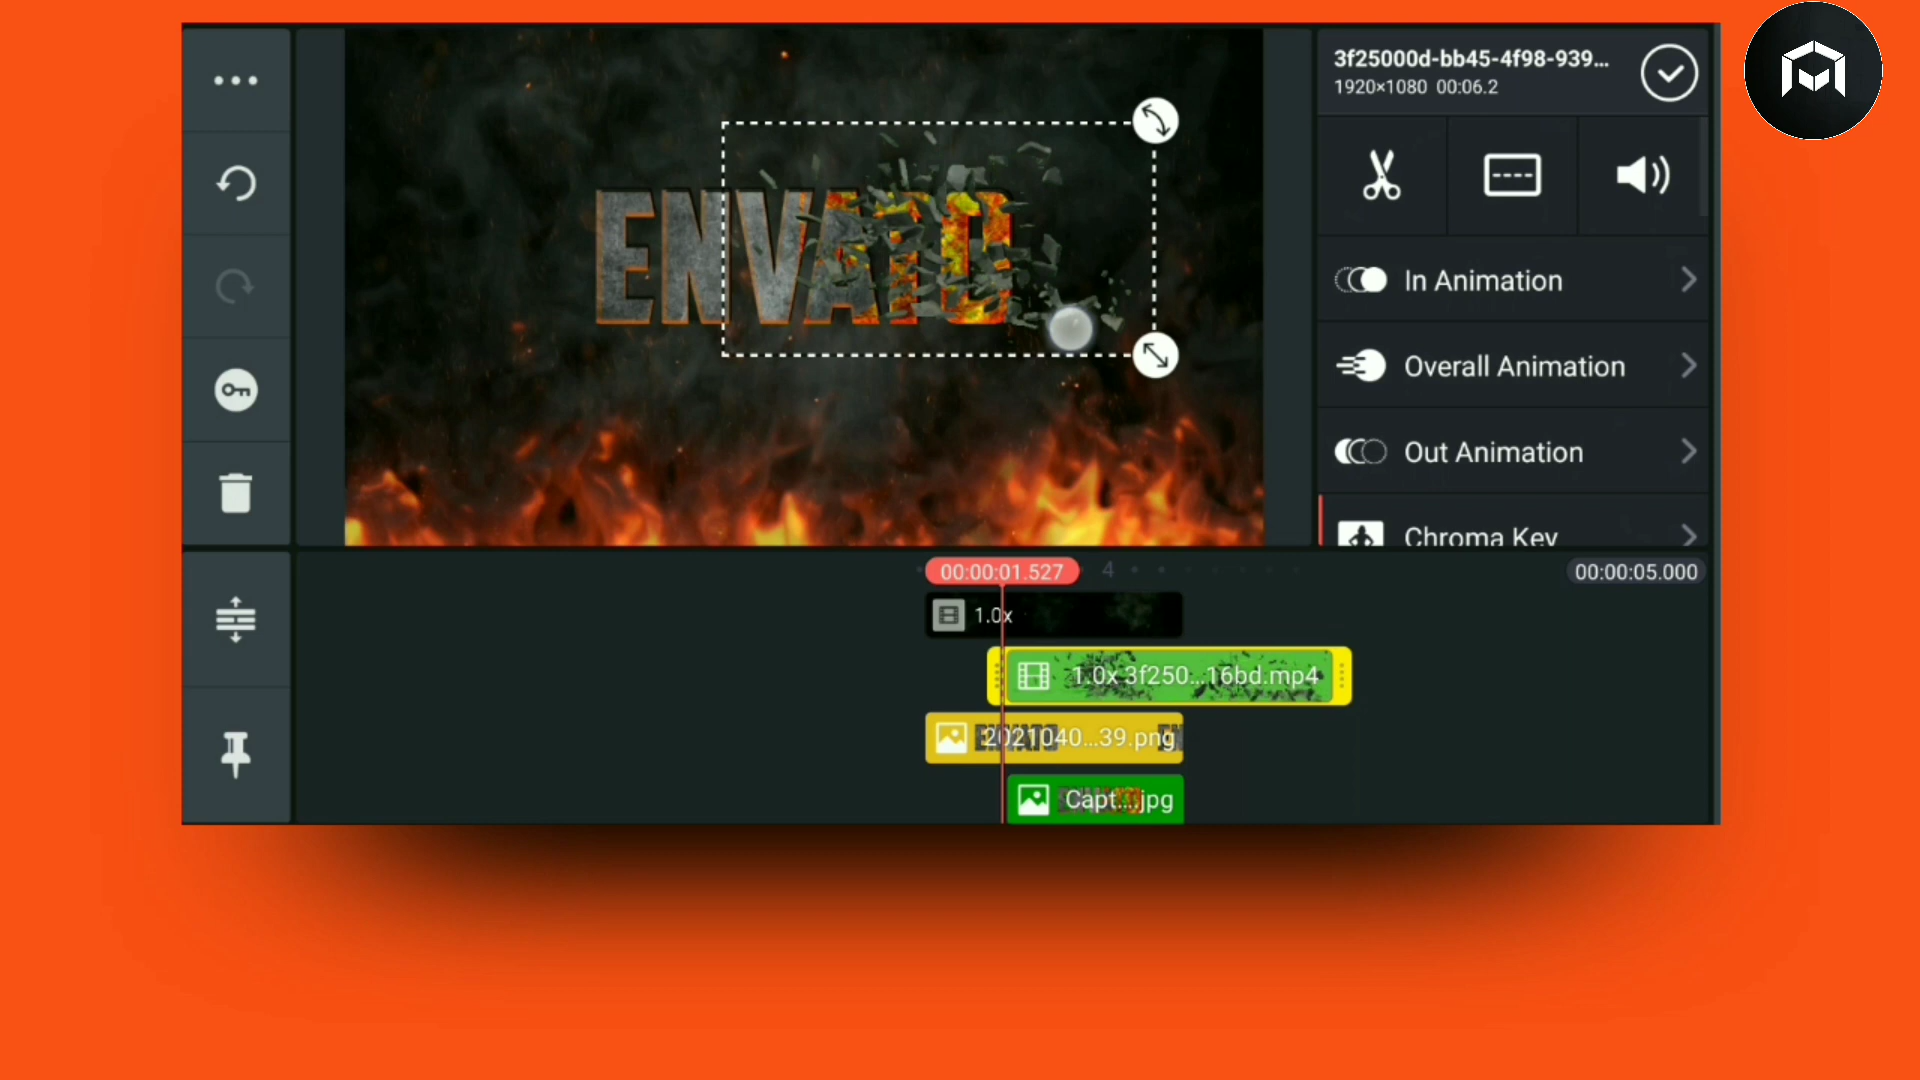 3f25000d-bb45-4f98-939...
1920×1080 00:06.2
ENVATO
In Animation
Overall Animation
Out Animation
Chroma Key
00:00:01.527
4
00:00:05.000
1.0x
1.0x 3f250...16bd.mp4
2021040...39.png
Capt....jpg